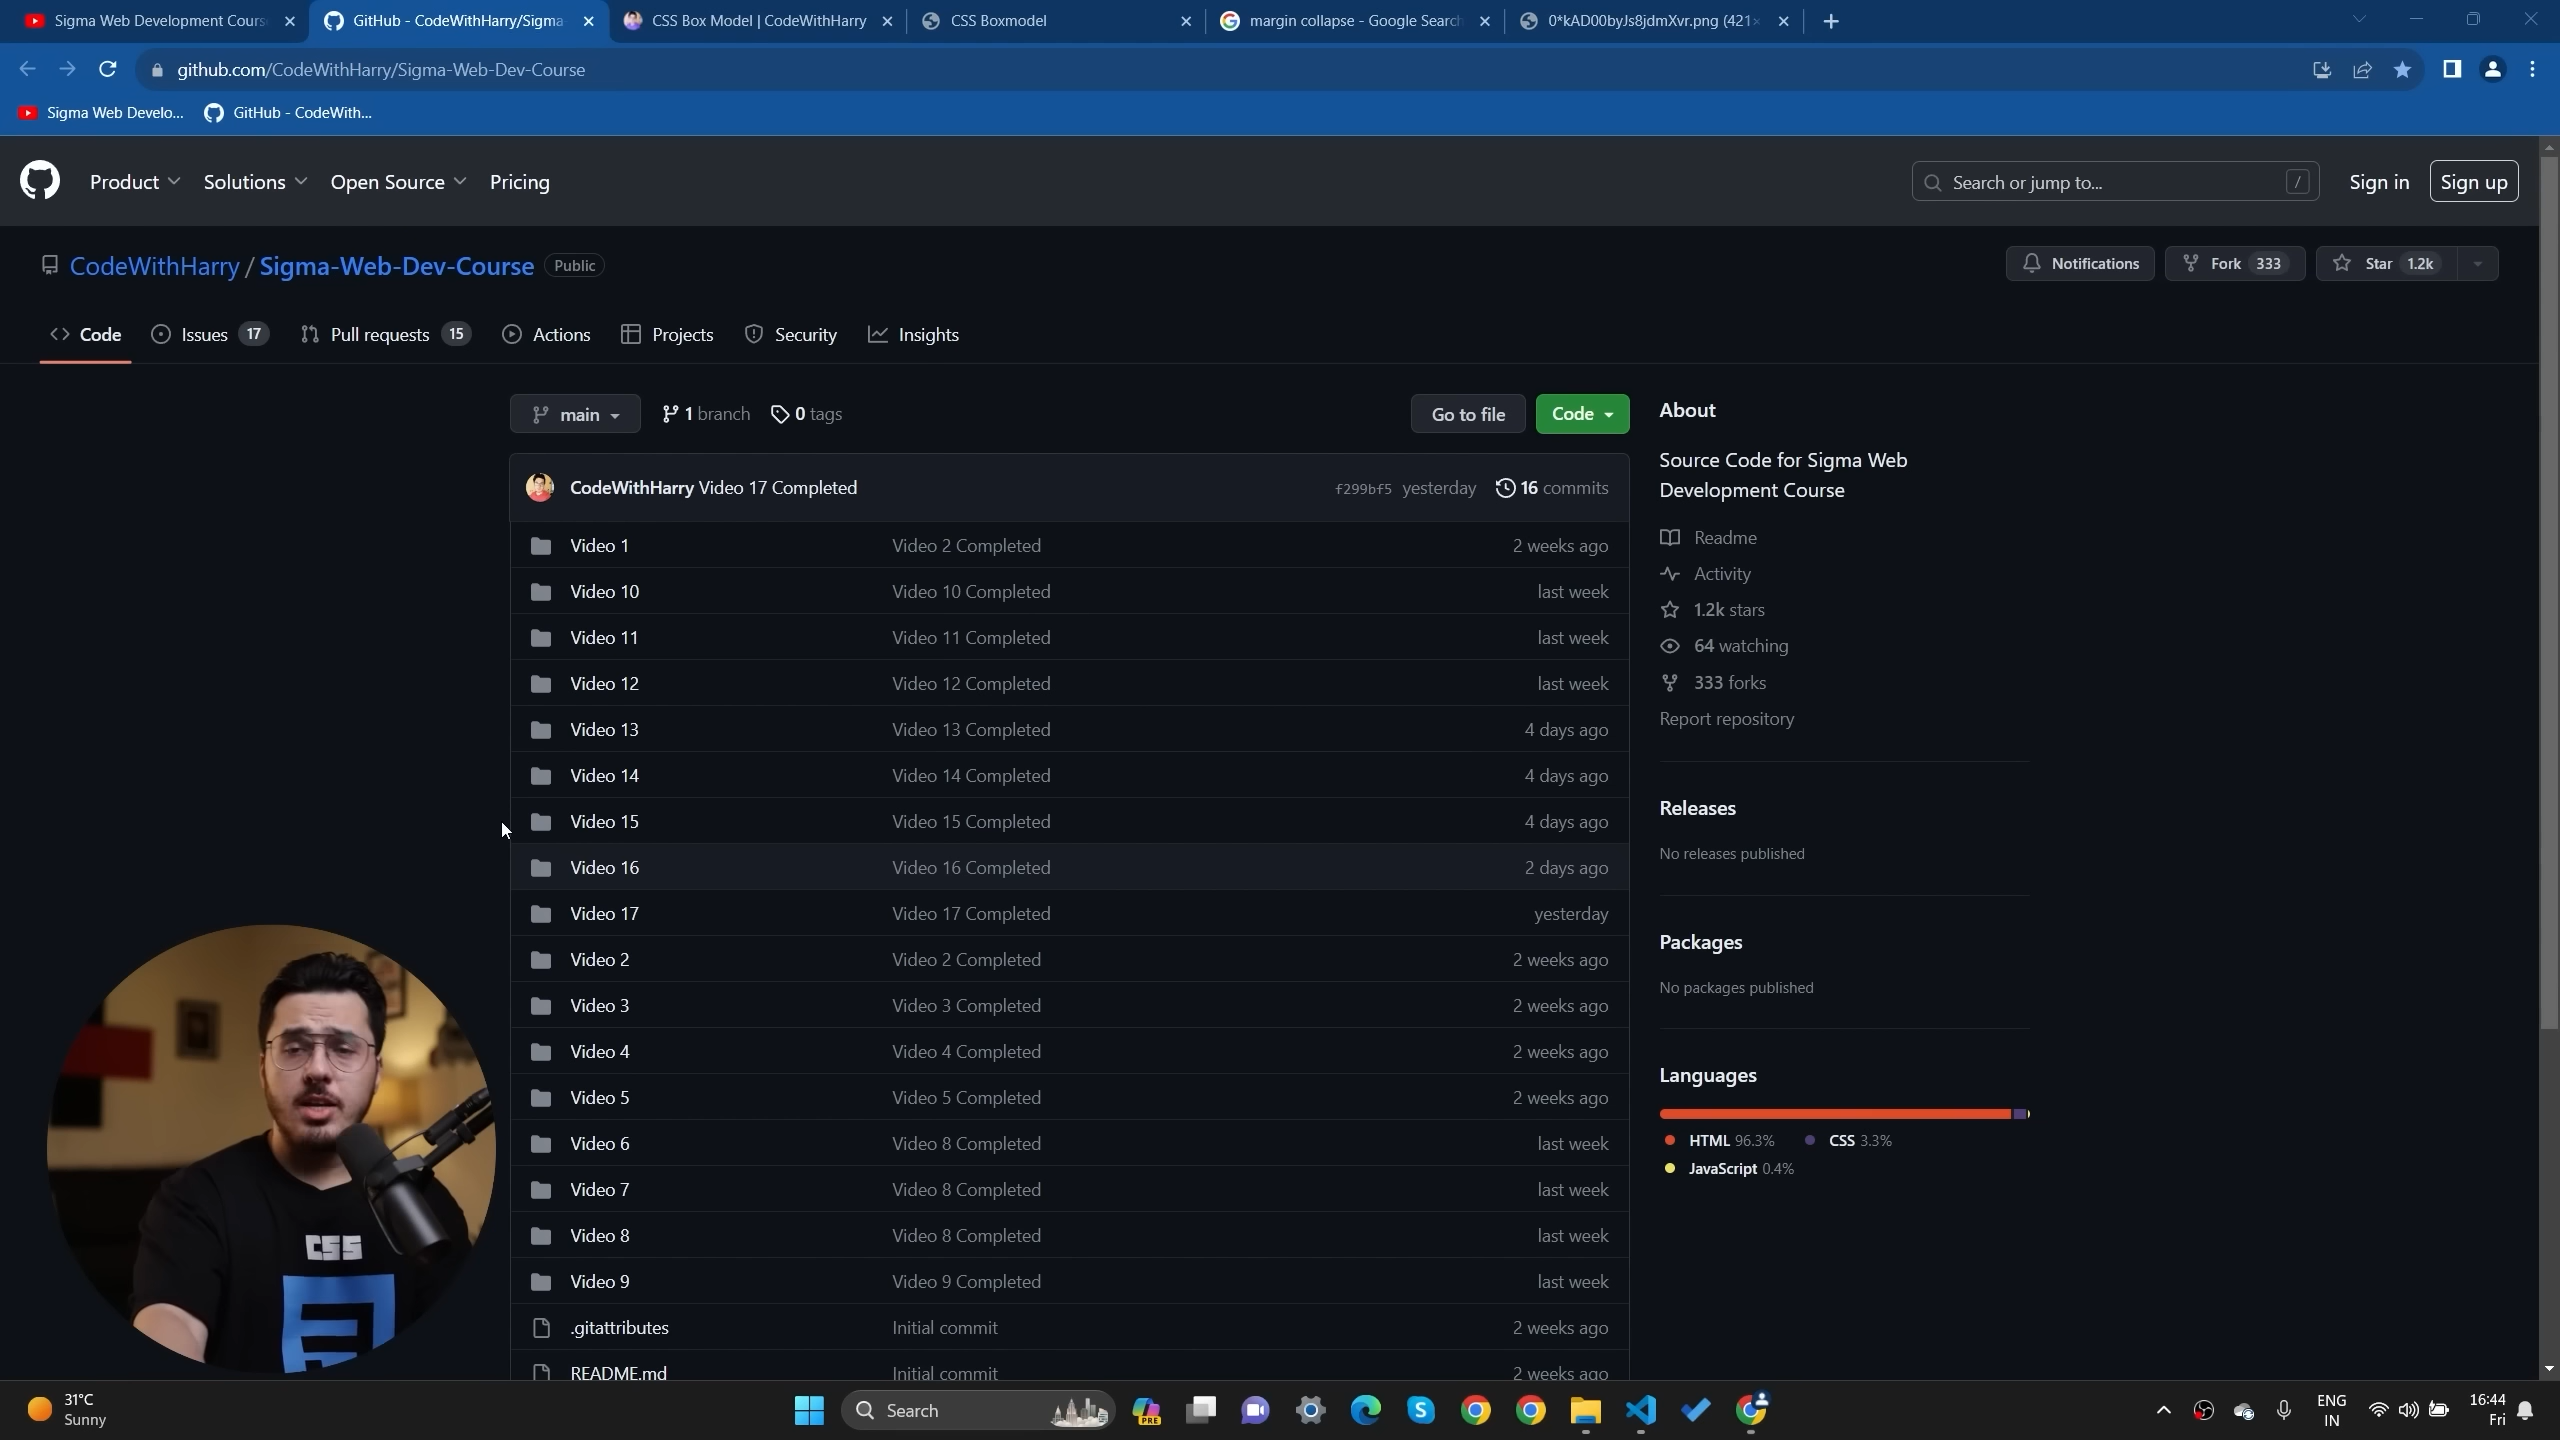 Sigma Web Development Cours
GitHub - CodeWithHarry/Sigma
CSS Box Model | CodeWithHarry
CSS Boxmodel
margin collapse - Google Search
0*kAD00byJs8jdmXvr.png (421×
github.com/CodeWithHarry/Sigma-Web-Dev-Course
Sigma Web Develo...
GitHub - CodeWith...
Product
Solutions
Open Source
Pricing
Search or jump to...
/
Sign in
Sign up
CodeWithHarry / Sigma-Web-Dev-Course
Public
Notifications
Fork 333
Star 1.2k
Code
Issues 17
Pull requests 15
Actions
Projects
Security
Insights
main
1 branch
0 tags
Go to file
Code
CodeWithHarry Video 17 Completed
f299bf5 yesterday
16 commits
Video 1 Video 2 Completed 2 weeks ago
Video 10 Video 10 Completed last week
Video 11 Video 11 Completed last week
Video 12 Video 12 Completed last week
Video 13 Video 13 Completed 4 days ago
Video 14 Video 14 Completed 4 days ago
Video 15 Video 15 Completed 4 days ago
Video 16 Video 16 Completed 2 days ago
Video 17 Video 17 Completed yesterday
Video 2 Video 2 Completed 2 weeks ago
Video 3 Video 3 Completed 2 weeks ago
Video 4 Video 4 Completed 2 weeks ago
Video 5 Video 5 Completed 2 weeks ago
Video 6 Video 8 Completed last week
Video 7 Video 8 Completed last week
Video 8 Video 8 Completed last week
Video 9 Video 9 Completed last week
.gitattributes Initial commit 2 weeks ago
README.md Initial commit 2 weeks ago
About
Source Code for Sigma Web
Development Course
Readme
Activity
1.2k stars
64 watching
333 forks
Report repository
Releases
No releases published
Packages
No packages published
Languages
HTML 96.3%
CSS 3.3%
JavaScript 0.4%
CSS
31°C
Sunny
Search
PRE
ENG
IN
16:44
Fri